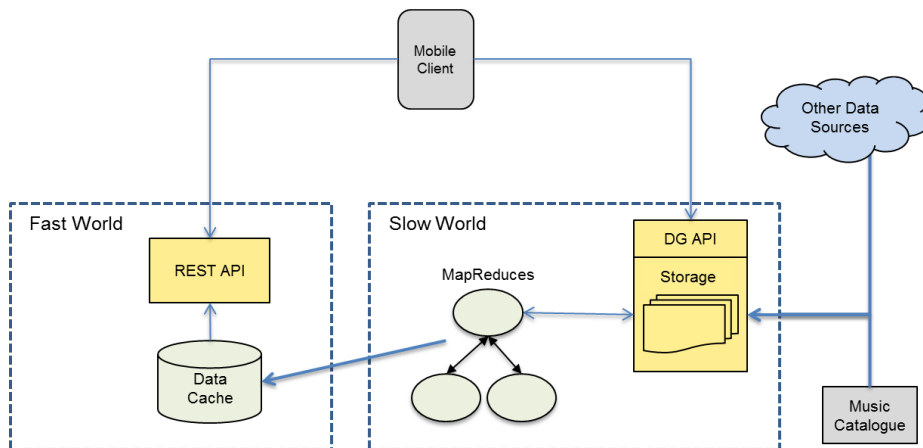 Mobile
Client
Other Data
Sources
Fast World
Slow World
REST API
DG API
MapReduces
Storage
Data
Cache
Music
Catalogue